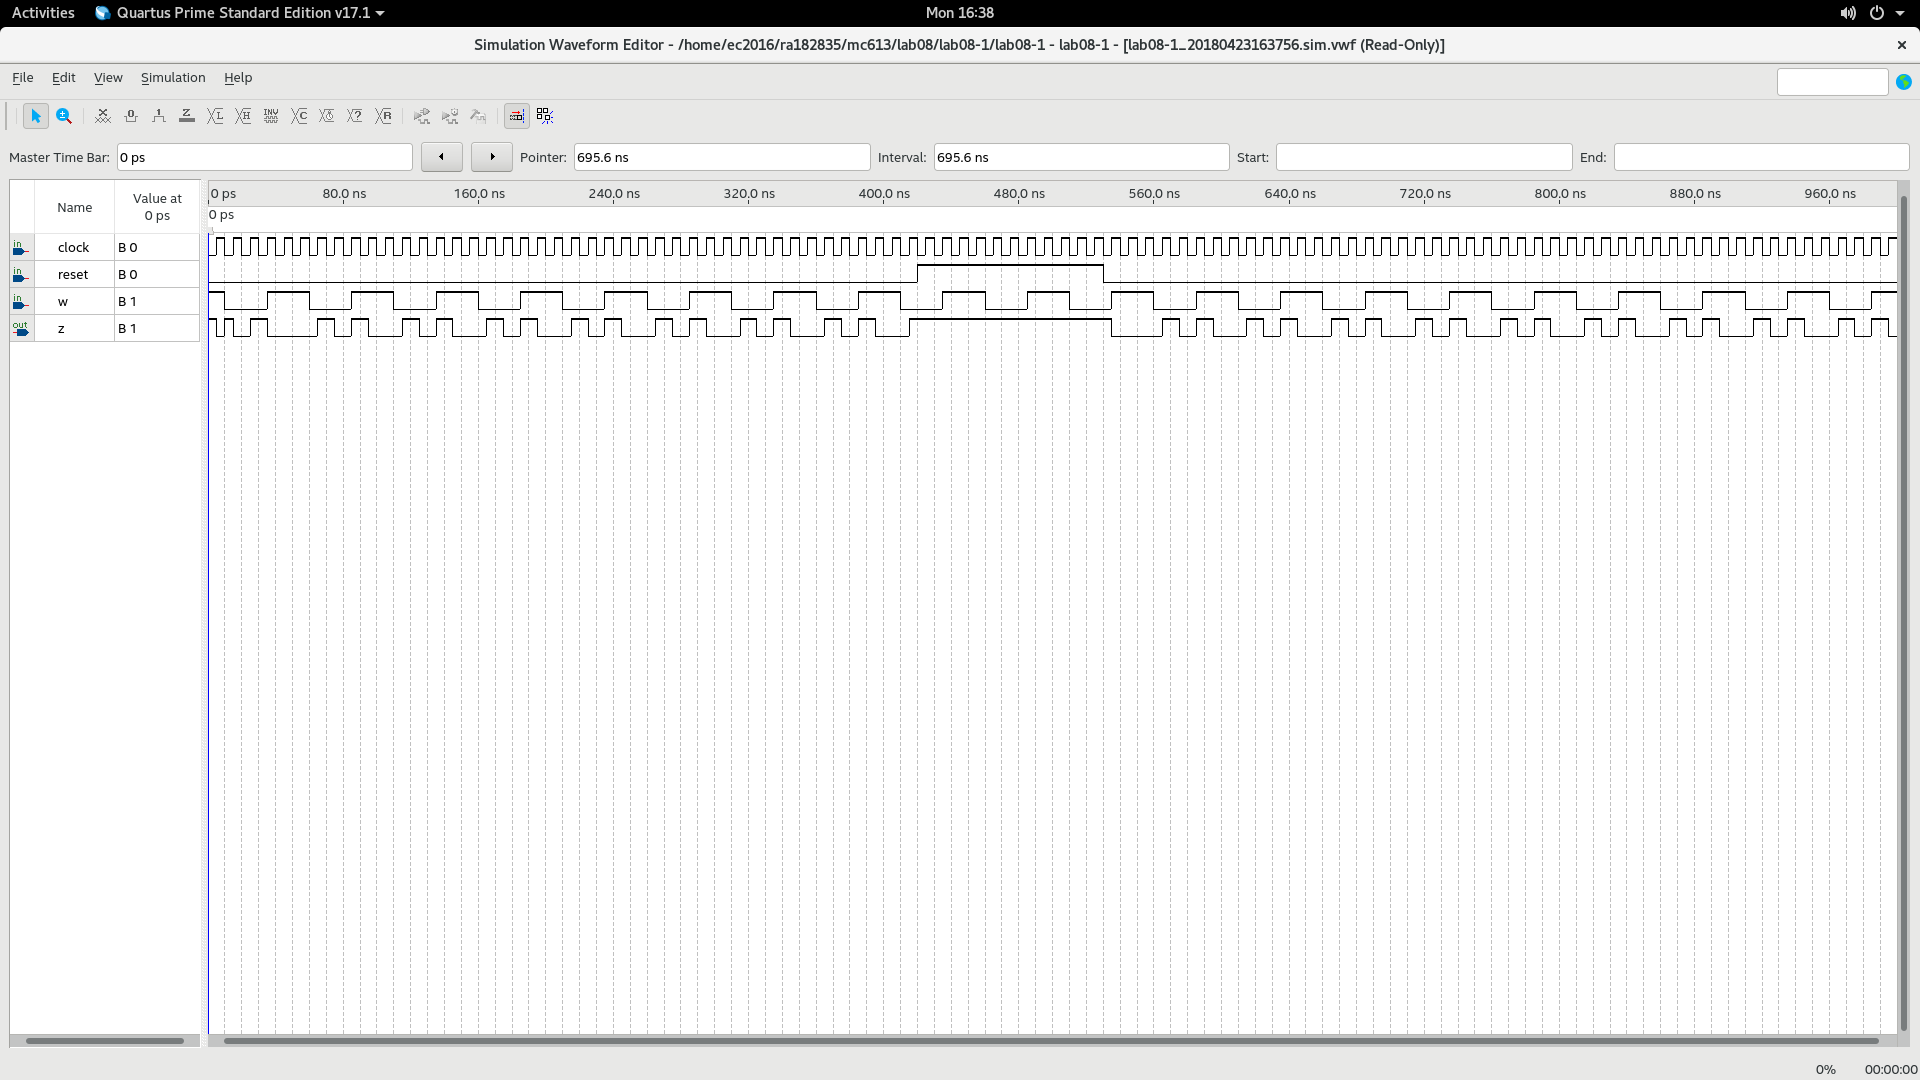 Activities Quartus Prime Standard Edition v17.1 Mon 16:38
Simulation Waveform Editor - /home/ec2016/ra182835/mc613/lab08/lab08-1/lab08-1 - lab08-1 - [lab08-1_20180423163756.sim.vwf (Read-Only)]
File Edit View Simulation Help
Master Time Bar: 0 ps Pointer: 695.6 ns Interval: 695.6 ns Start: End:
Name Value at 0 ps
0 ps 80.0 ns 160.0 ns 240.0 ns 320.0 ns 400.0 ns 480.0 ns 560.0 ns 640.0 ns 720.0 ns 800.0 ns 880.0 ns 960.0 ns
0 ps
in clock B 0
in reset B 0
in w B 1
out z B 1
0% 00:00:00